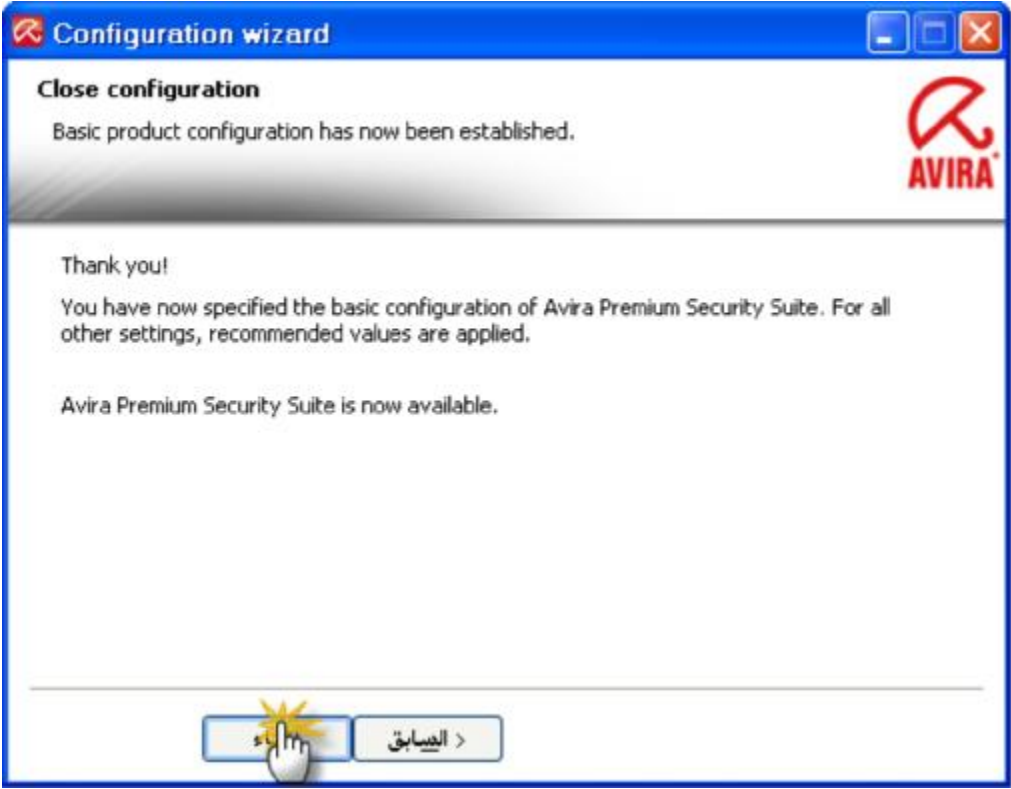 Configuration wizard
Close configuration
Basic product configuration has now been established.
AVIRA
Thank you!
You have now specified the basic configuration of Avira Premium Security Suite. For all
other settings, recommended values are applied.
Avira Premium Security Suite is now available.
< السابق